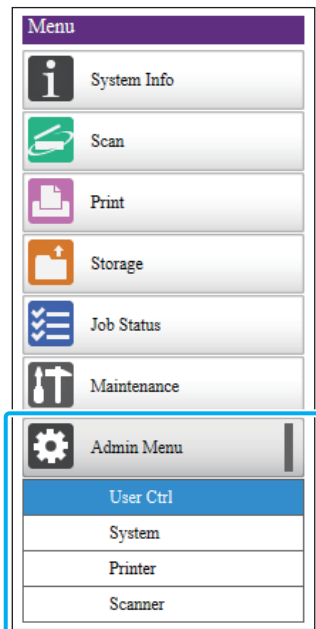 Menu
System Info
Scan
Print
Storage
Job Status
Maintenance
Admin Menu
User Ctrl
System
Printer
Scanner